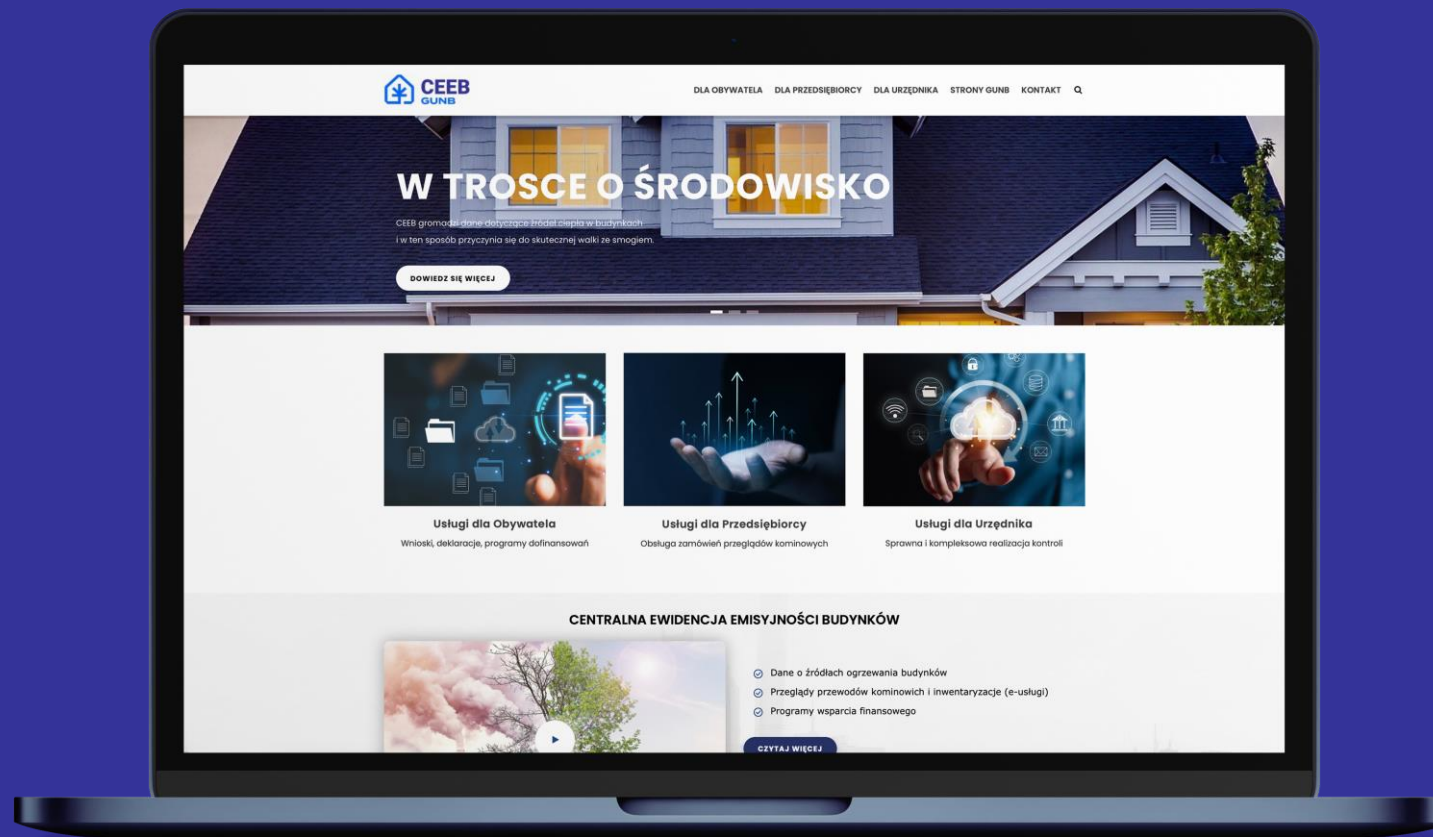 CEEB
GUNB
DLA OBYWATELA DLA PRZEDSIĘBIORCY DLA URZĘDNIKA STRONY GUNB KONTAKT
W TROSCE O ŚRODOWISKO
CEEB gromadzi dane dotyczące źródeł ciepła w budynkach
i w ten sposób przyczynia się do skutecznej walki ze smogiem.
DOWIEDZ SIĘ WIĘCEJ
Usługi dla Obywatela
Wnioski, deklaracje, programy dofinansowań
Usługi dla Przedsiębiorcy
Obsługa zamówień przeglądów kominowych
Usługi dla Urzędnika
Sprawna i kompleksowa realizacja kontroli
CENTRALNA EWIDENCJA EMISYJNOŚCI BUDYNKÓW
Dane o źródłach ogrzewania budynków
Przeglądy przewodów kominowich i inwentaryzacje (e-usługi)
Programy wsparcia finansowego
CZYTAJ WIĘCEJ